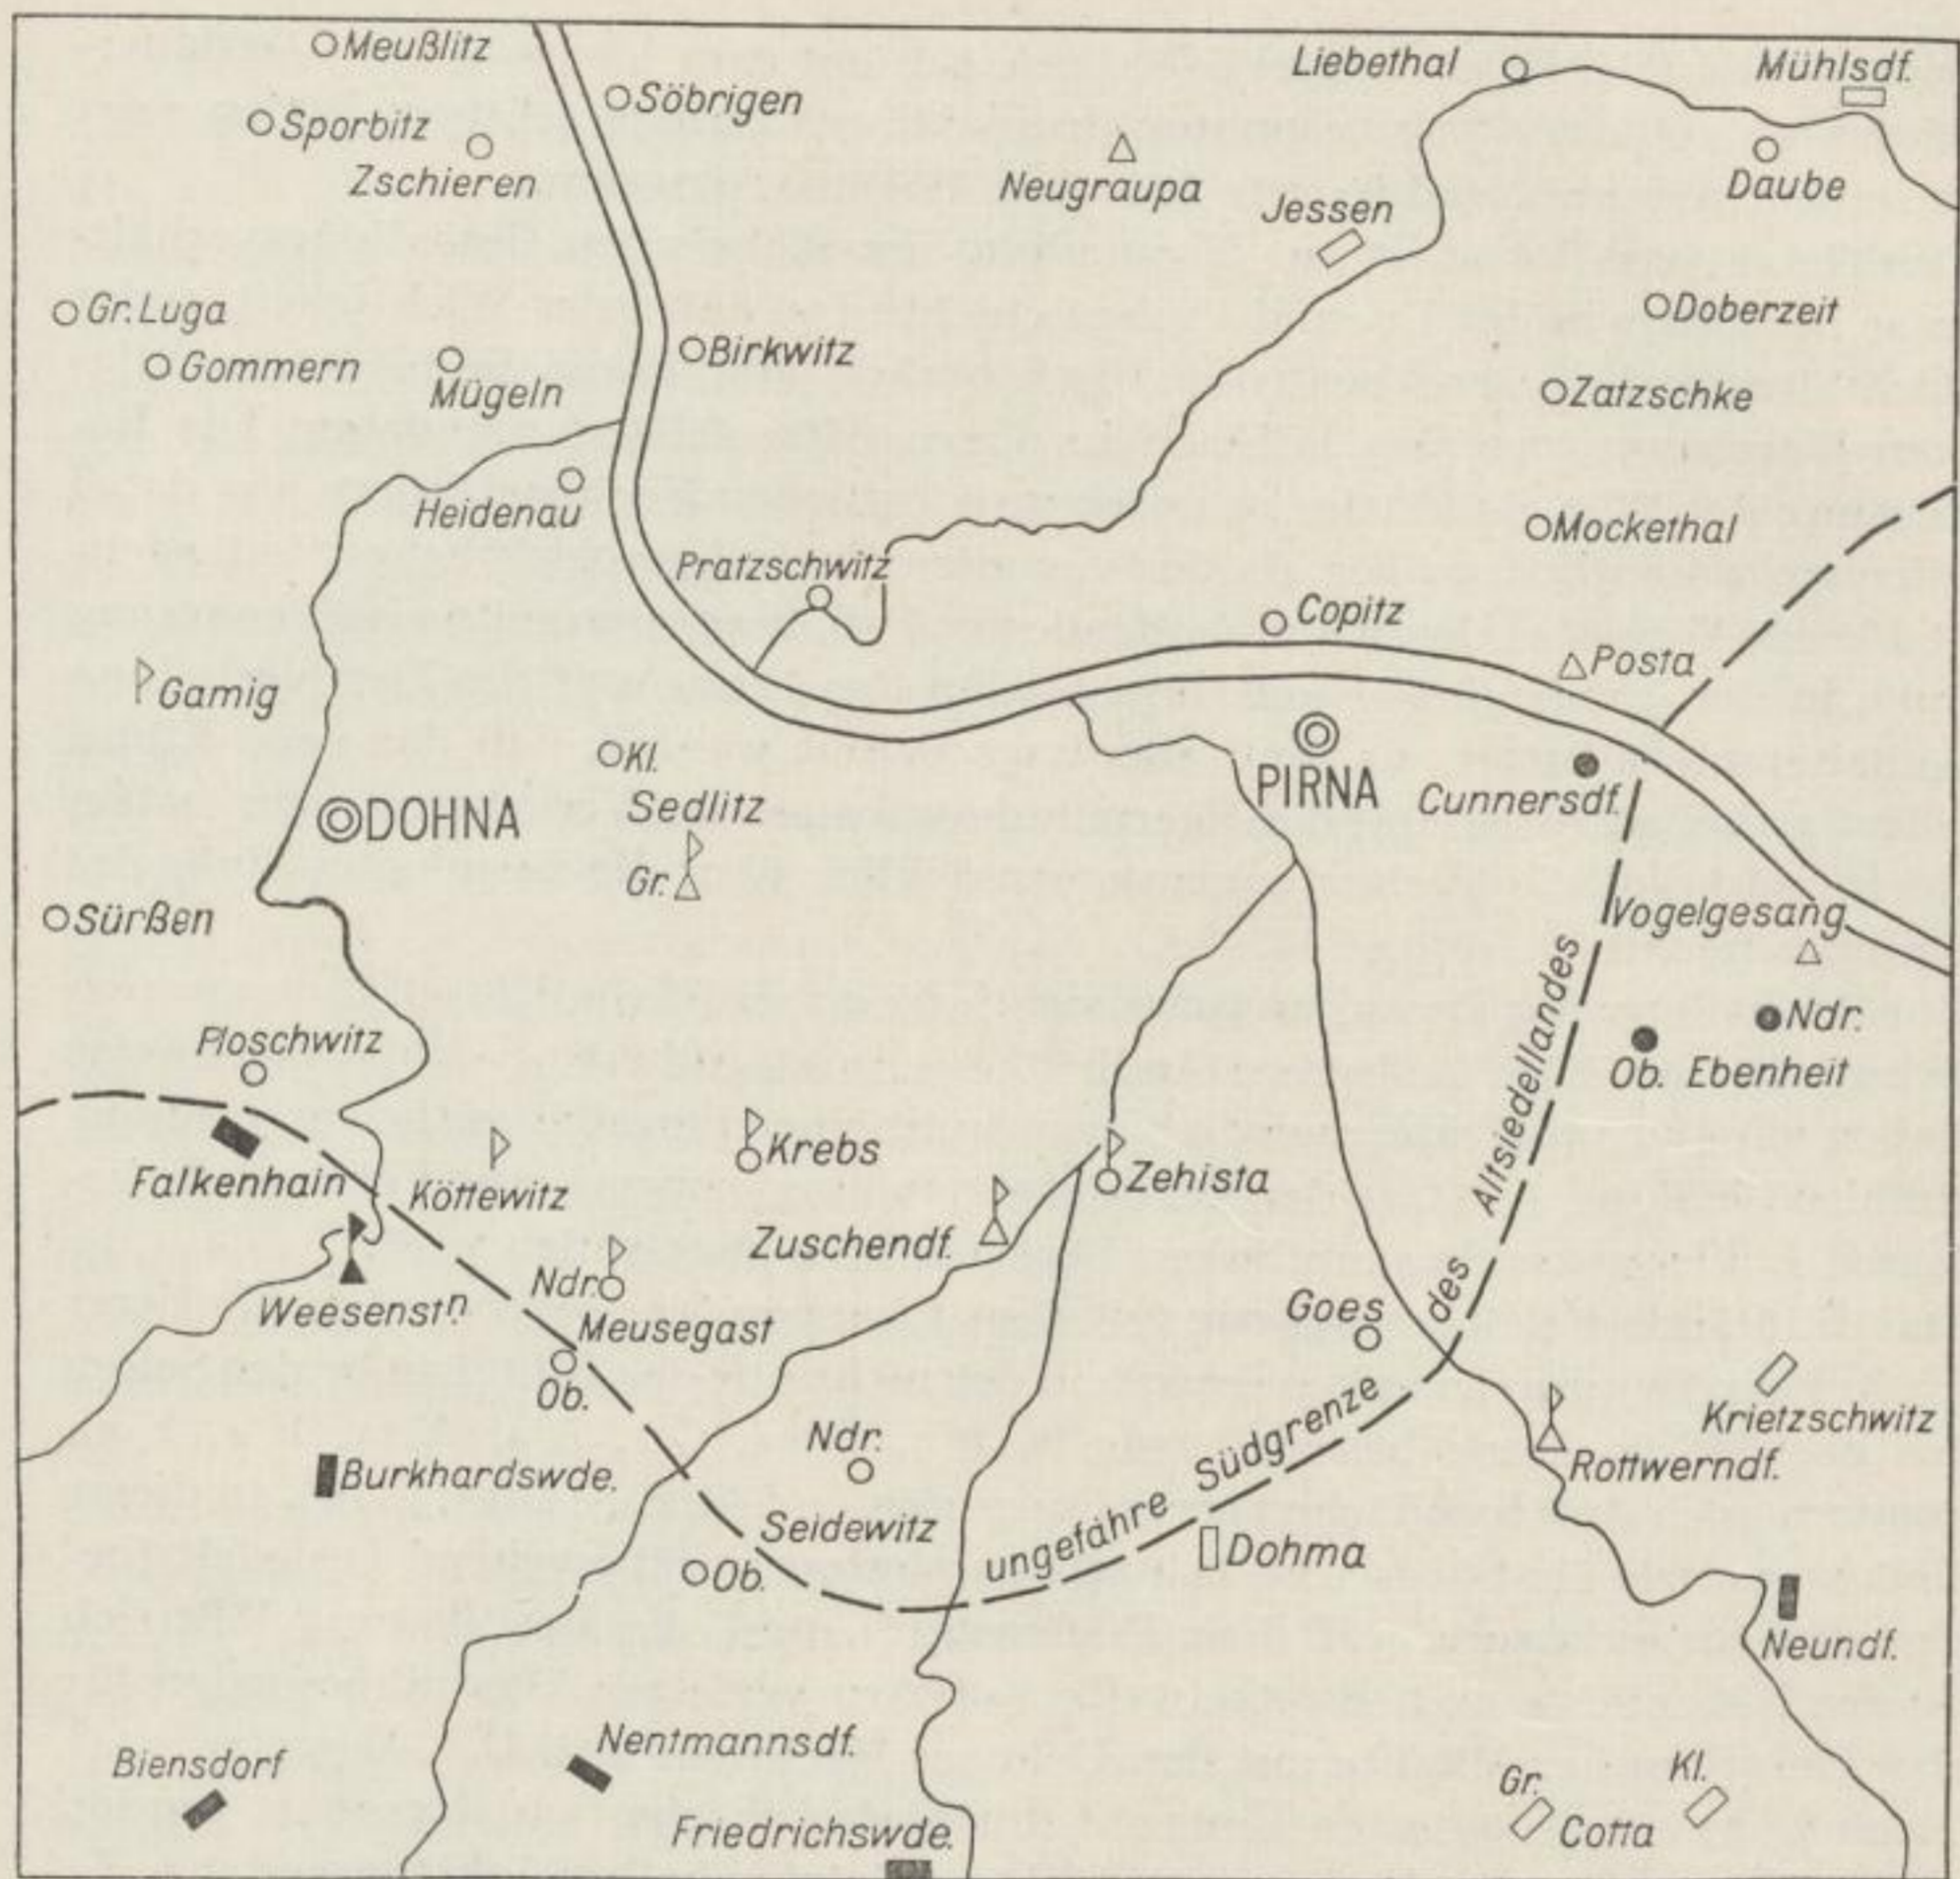 Meußlitz
Söbrigen
Liebethal
Mühlsdf.
Sporbitz
Zschieren
Neugraupa
Daube
Jessen
Gr. Luga
Doberzeit
Gommern
Mügeln
Birkwitz
Zatzschke
Heidenau
Mockethal
Pratzschwitz
Copitz
Posta
Gamig
Kl.
Sedlitz
Gr.
DOHNA
PIRNA
Cunnersdf.
Sürßen
Vogelgesang
Ploschwitz
Ndr.
Ob. Ebenheit
Falkenhain
Köttewitz
Krebs
Zehista
Zuschendf.
Weesenstn.
Ndr.
Meusegast
Ob.
Goes
ungefähre Südgrenze des Altsiedellandes
Krietzschwitz
Rottwerndf.
Burkhardswde.
Ndr.
Seidewitz
Ob.
Dohma
Neundf.
Biensdorf
Nentmannsdf.
Friedrichswde.
Gr.
Kl.
Cotta